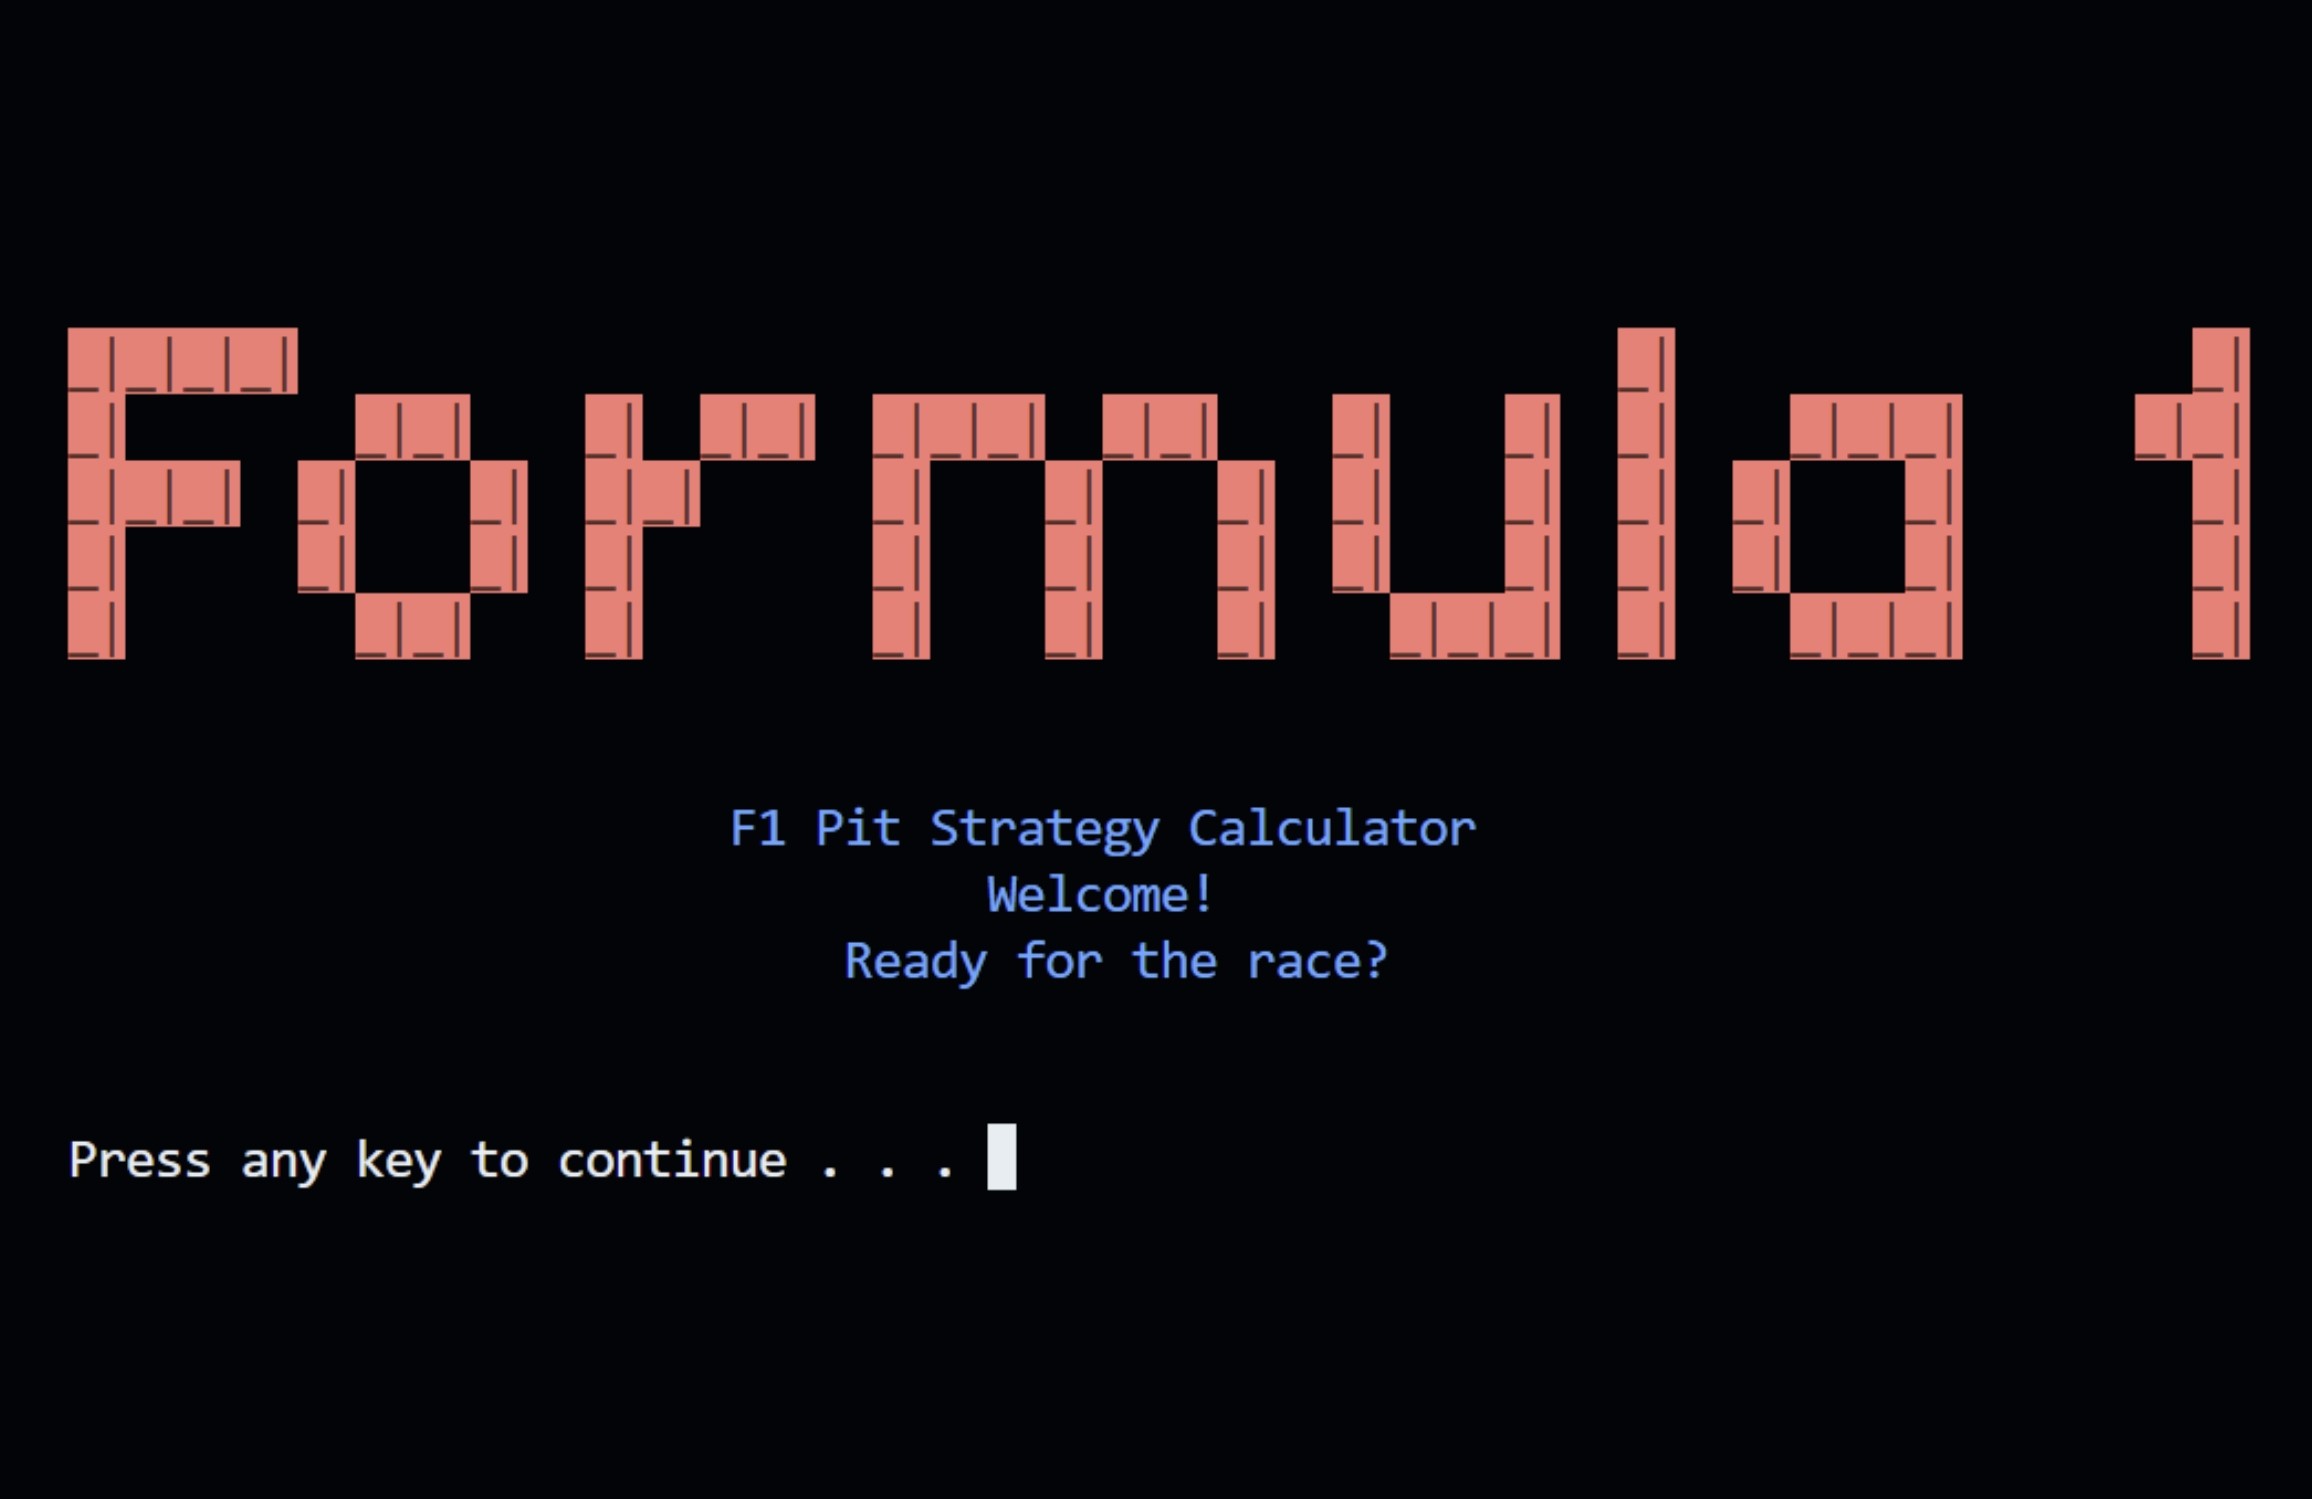 Formula 1
F1 Pit Strategy Calculator
Welcome!
Ready for the race?
Press any key to continue . . .